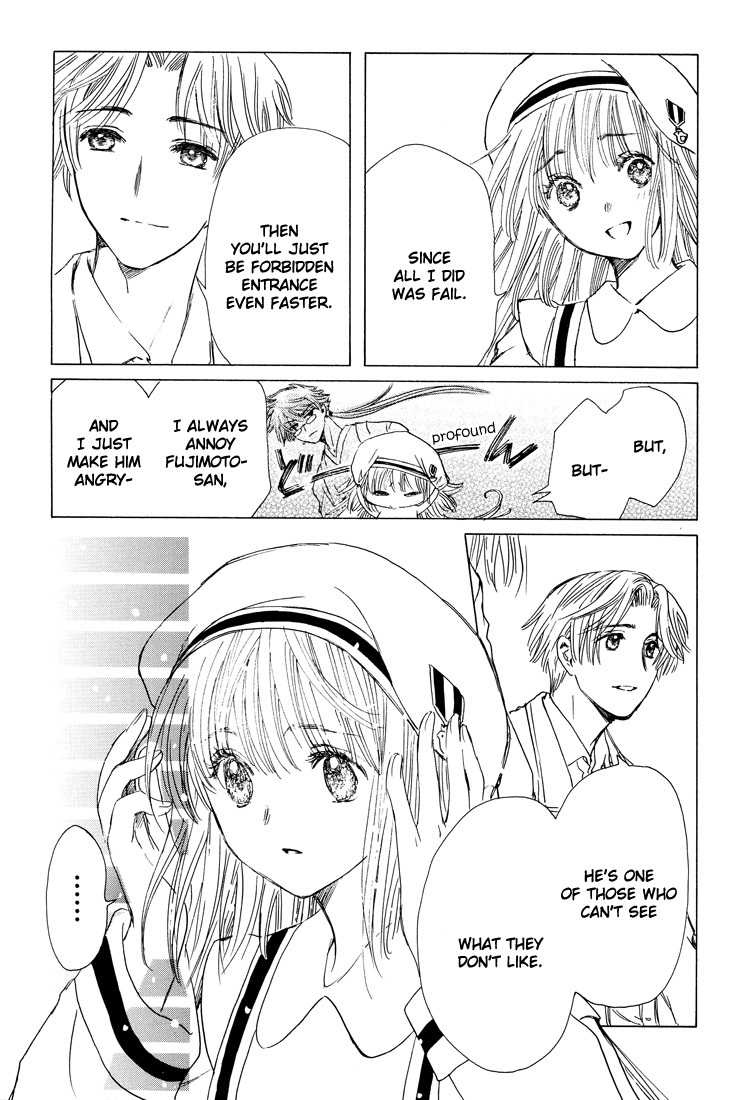 SINCE
ALL I DID
WAS FAIL.
THEN
YOU'LL JUST
BE FORBIDDEN
ENTRANCE
EVEN FASTER.
BUT,
BUT-
profound
I ALWAYS
ANNOY
FUJIMOTO-
SAN,
AND
I JUST
MAKE HIM
ANGRY-
HE'S ONE
OF THOSE WHO
CAN'T SEE
WHAT THEY
DON'T LIKE.
......